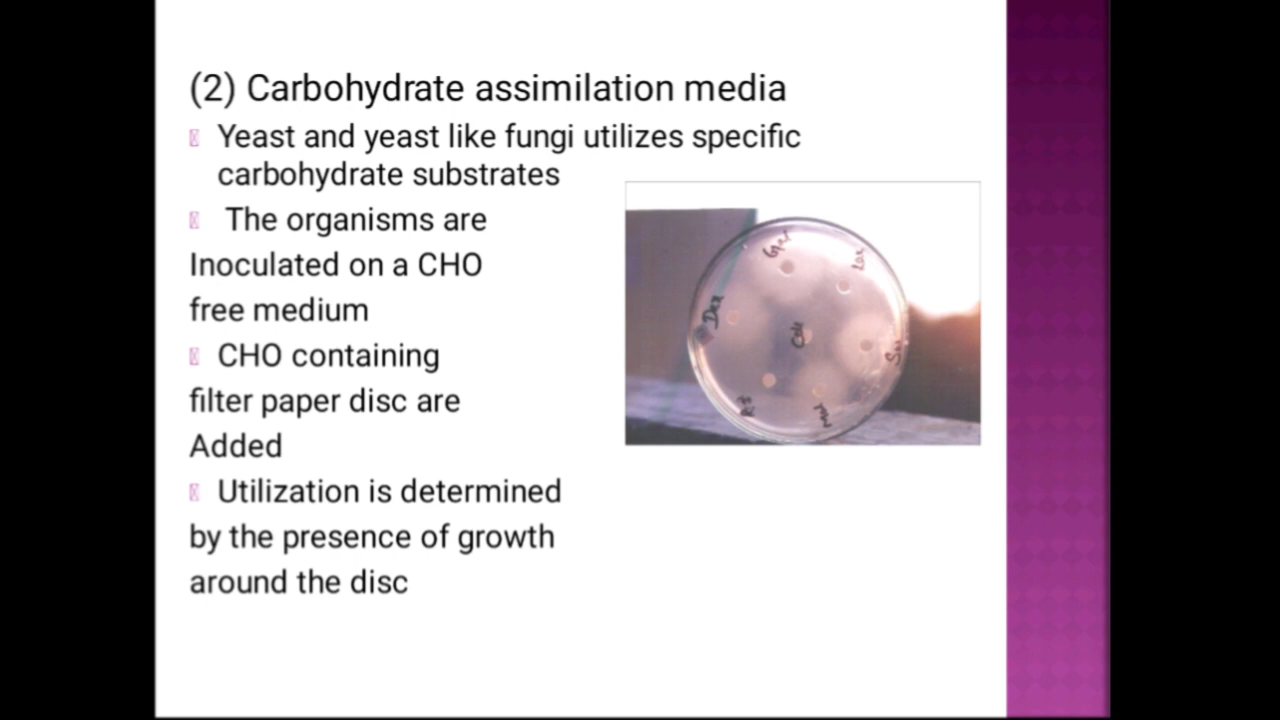 (2) Carbohydrate assimilation media
Yeast and yeast like fungi utilizes specific
carbohydrate substrates
The organisms are
Inoculated on a CHO
free medium
CHO containing
filter paper disc are
Added
Utilization is determined
by the presence of growth
around the disc
Dex